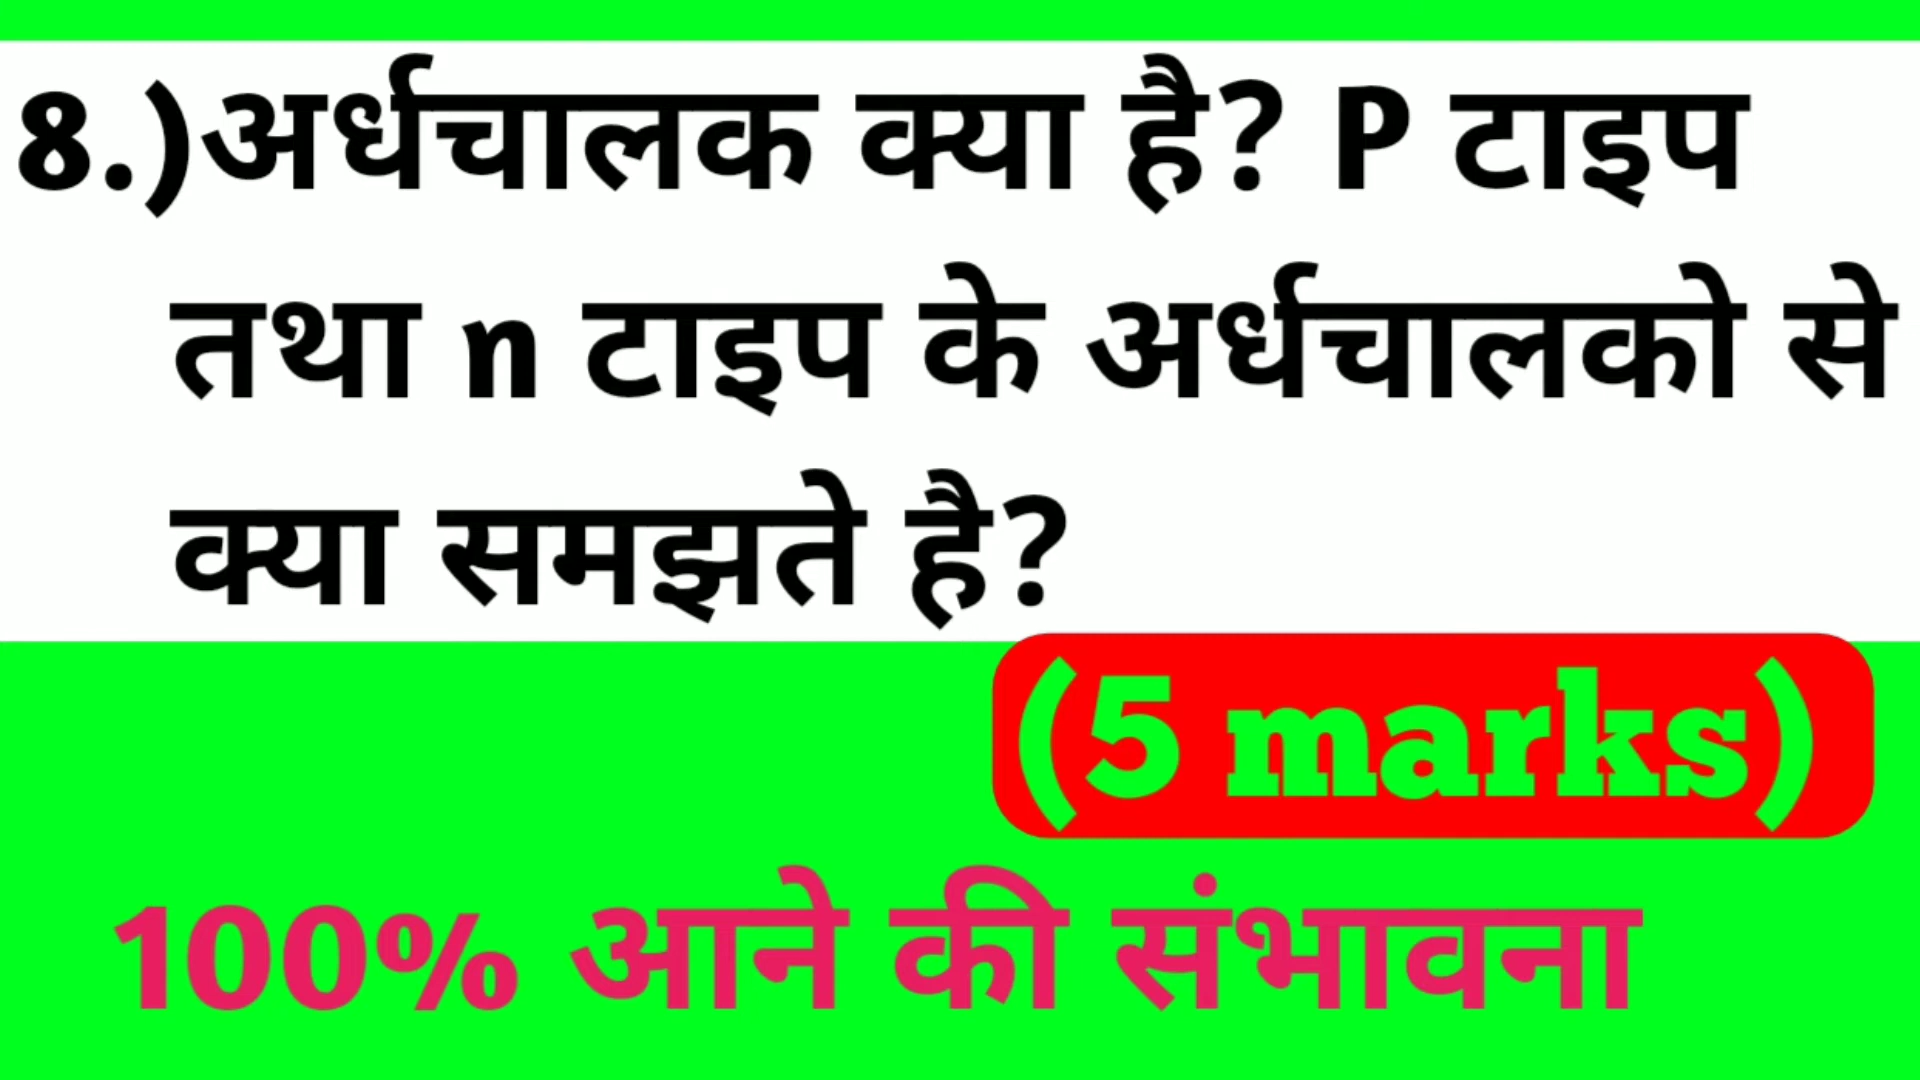 8.)अर्धचालक क्या है? P टाइप
तथा n टाइप के अर्धचालको से
क्या समझते है?
(5 marks)
100% आने की संभावना